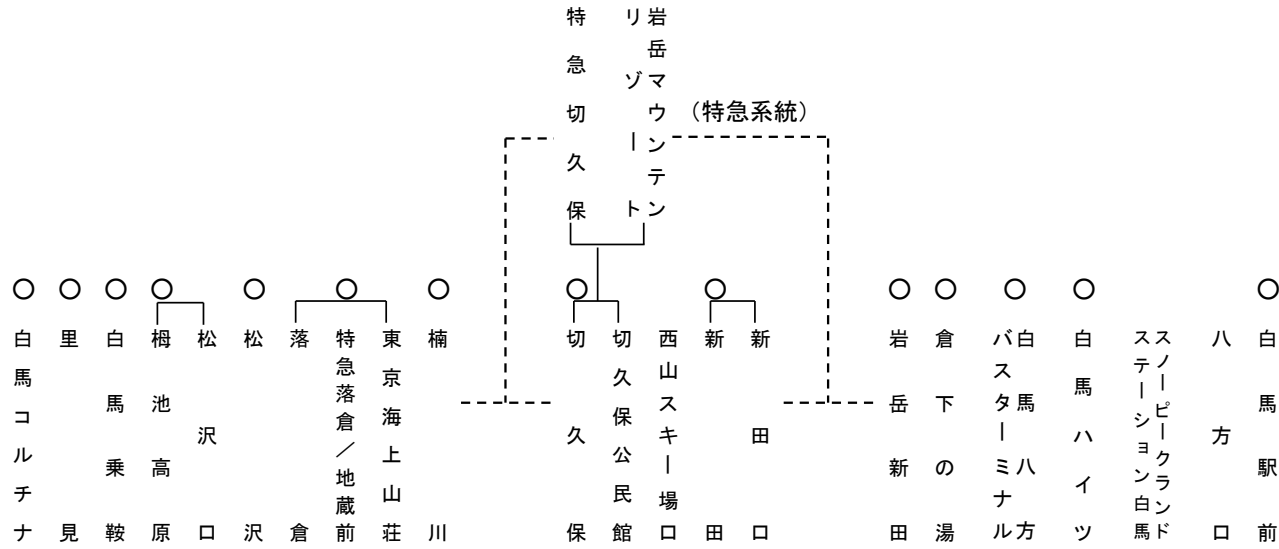 特急切久保
岩岳マウンテン
リゾート
（特急系統）
白馬コルチナ
里見
白馬乗鞍
栂池高原
松沢口
松沢
落倉
特急落倉／地蔵前
東京海上山荘
楠川
切久保
切久保公民館
西山スキー場口
新田
新田口
岩岳新田
倉下の湯
白馬八方
バスターミナル
白馬ハイツ
スノーピークランド
ステーション白馬
八方口
白馬駅前